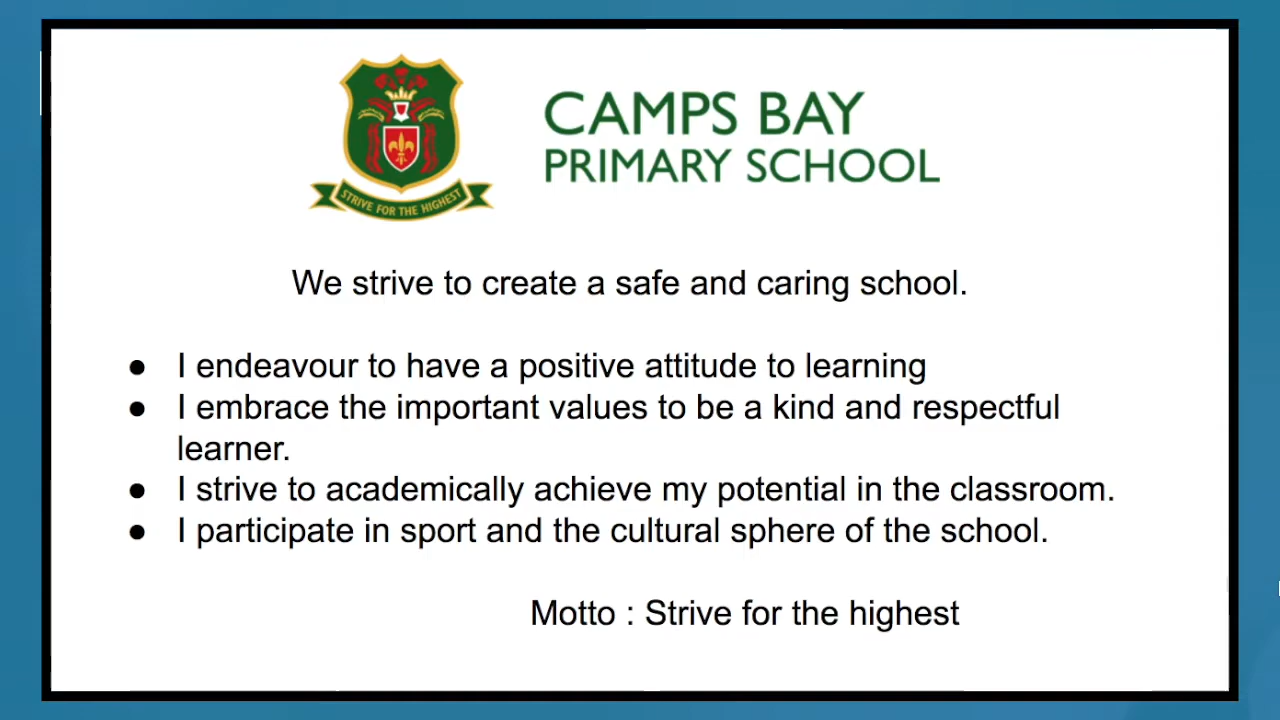 STRIVE FOR THE HIGHEST
CAMPS BAY
PRIMARY SCHOOL
We strive to create a safe and caring school.
● I endeavour to have a positive attitude to learning
● I embrace the important values to be a kind and respectful
learner.
● I strive to academically achieve my potential in the classroom.
● I participate in sport and the cultural sphere of the school.
Motto : Strive for the highest